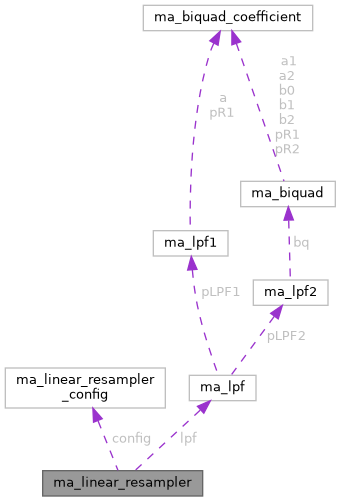 ma_biquad_coefficient
a
pR1
a1
a2
b0
b1
b2
pR1
pR2
ma_biquad
ma_lpf1
bq
pLPF1
ma_lpf2
pLPF2
ma_linear_resampler
_config
ma_lpf
config
lpf
ma_linear_resampler